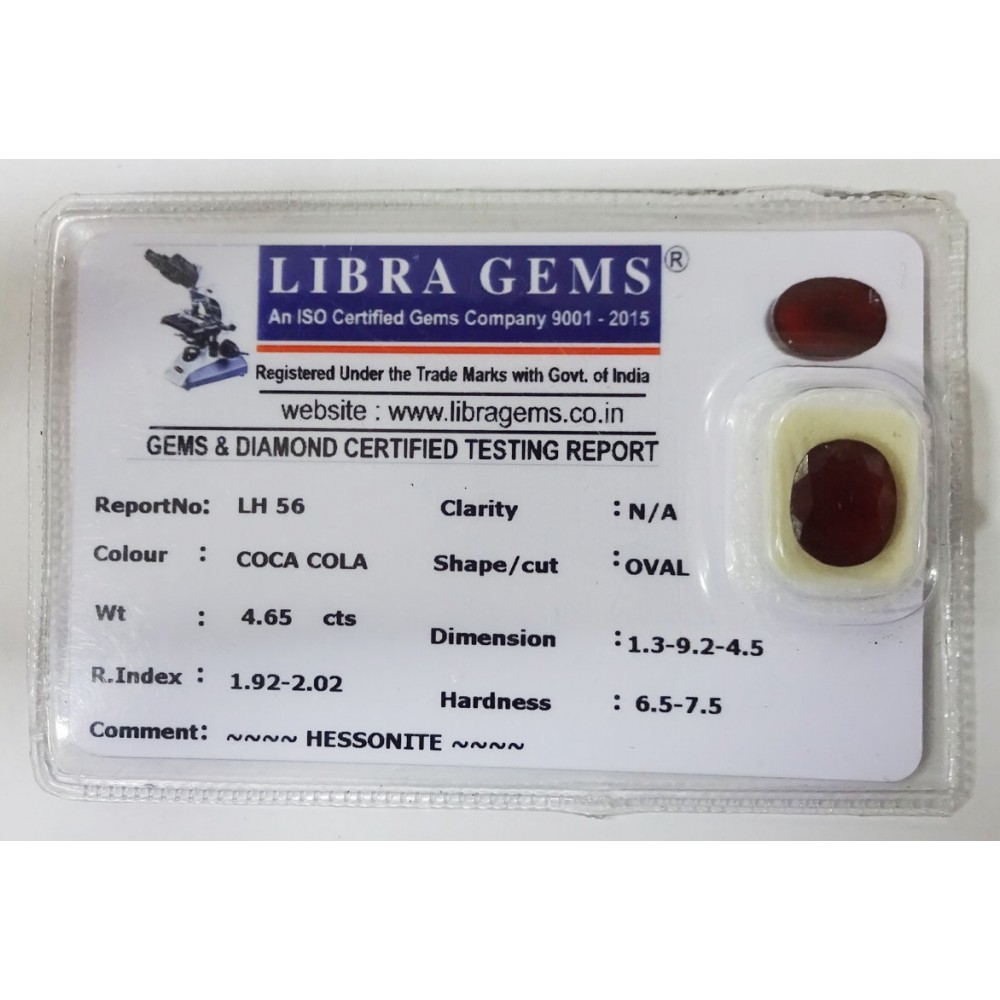 LIBRA GEMS ®
An ISO Certified Gems Company 9001 - 2015
Registered Under the Trade Marks with Govt. of India
website : www.libragems.co.in
GEMS & DIAMOND CERTIFIED TESTING REPORT
ReportNo: LH 56 Clarity : N/A
Colour : COCA COLA Shape/cut : OVAL
Wt : 4.65 cts Dimension : 1.3-9.2-4.5
R.Index : 1.92-2.02 Hardness : 6.5-7.5
Comment: ~~~~ HESSONITE ~~~~